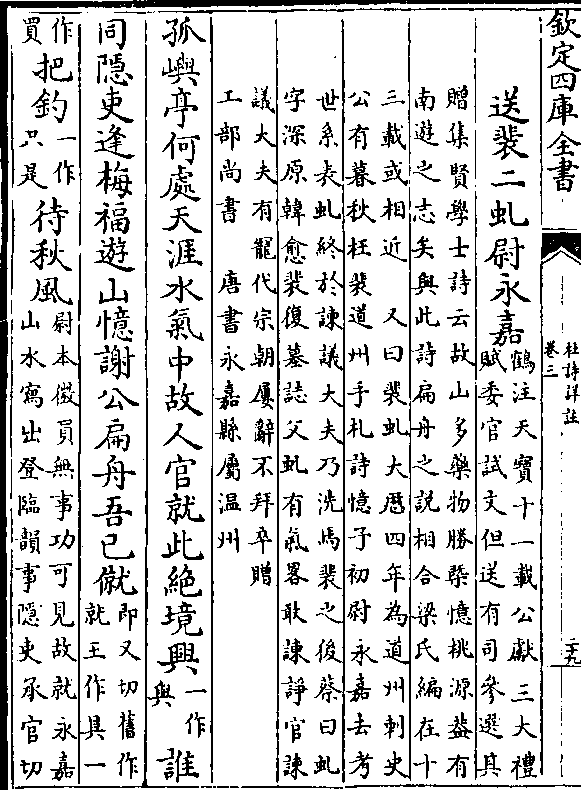 欽定四庫全書
杜詩詳註
卷三
二十九
送裴二虬尉永嘉鶴注天寶十一載公獻三大禮
賦委官試文但送有司參選具
贈集賢學士詩云故山多藥物勝槩憶桃源益有
南遊之志矣與此詩扁舟之説相合梁氏編在十
三載或相近 又曰裴虬大厯四年為道州刺史
公有暮秋枉裴道州手札詩憶子初尉永嘉去考
世系表虬終於諫議大夫乃洗馬裴之後蔡曰虬
字深原韓愈裴復墓誌父虬有氣畧敢諫諍官諫
議大夫有寵代宗朝屢辭不拜卒贈
工部尚書 唐書永嘉縣屬温州
孤嶼亭何處天涯水氣中故人官就此絶境興一作與誰
同隱吏逢梅福遊山憶謝公扁舟吾已僦即又切舊作就王作具一
作買把釣一作只是待秋風尉本微員無事功可見故就永嘉
山水寫出登臨韻事隱吏承官切